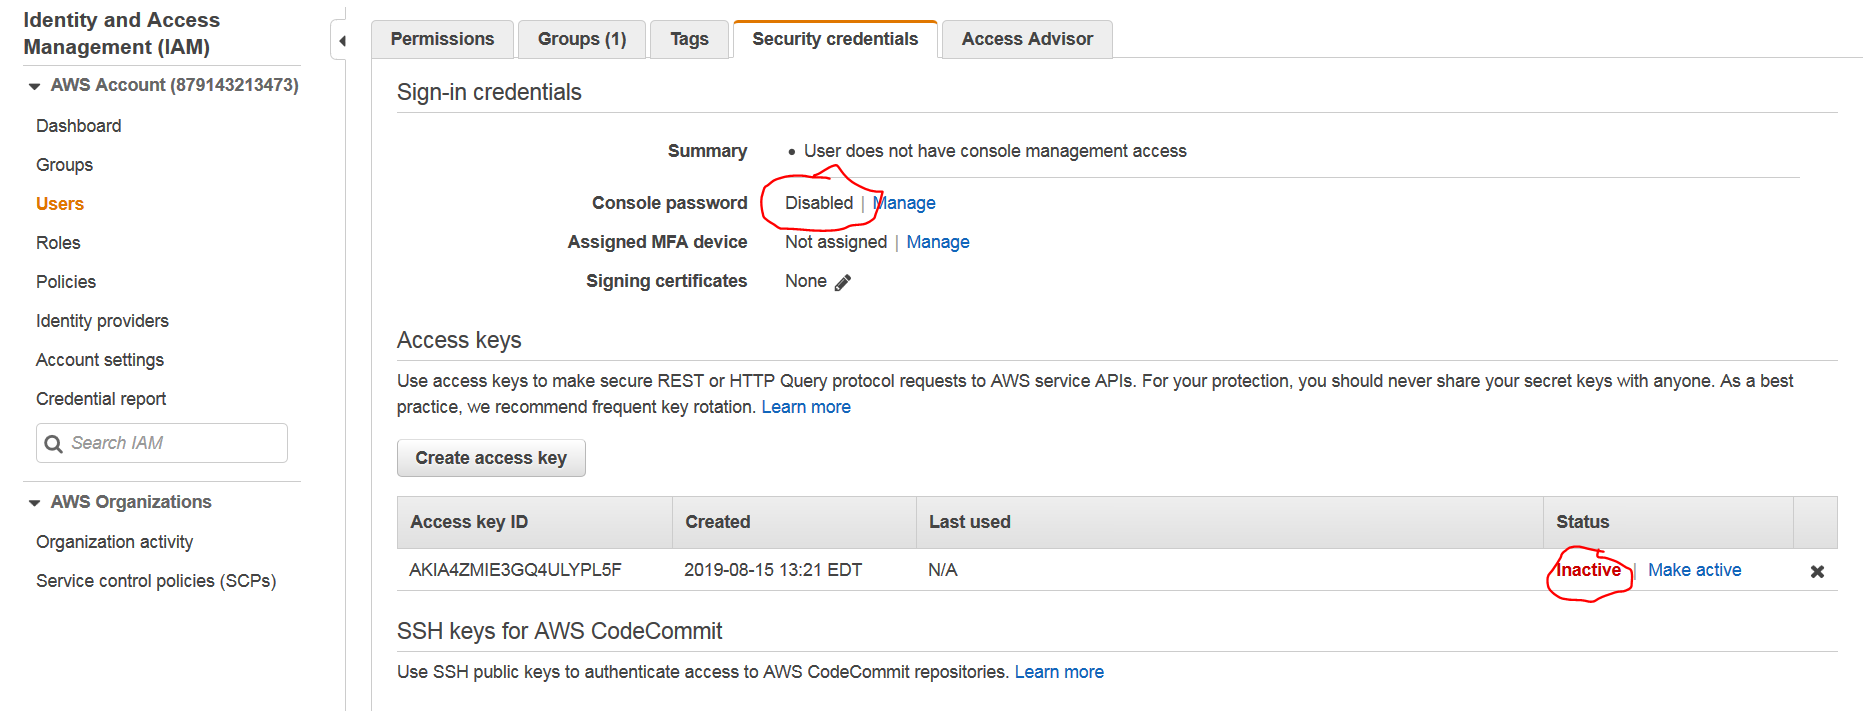 Identity and Access
Management (IAM)
AWS Account (879143213473)
Dashboard
Groups
Users
Roles
Policies
Identity providers
Account settings
Credential report
Search IAM
AWS Organizations
Organization activity
Service control policies (SCPs)
Permissions
Groups (1)
Tags
Security credentials
Access Advisor
Sign-in credentials
Summary • User does not have console management access
Console password Disabled | Manage
Assigned MFA device Not assigned | Manage
Signing certificates None
Access keys
Use access keys to make secure REST or HTTP Query protocol requests to AWS service APIs. For your protection, you should never share your secret keys with anyone. As a best
practice, we recommend frequent key rotation. Learn more
Create access key
Access key ID Created Last used Status
AKIA4ZMIE3GQ4ULYPL5F 2019-08-15 13:21 EDT N/A Inactive | Make active
SSH keys for AWS CodeCommit
Use SSH public keys to authenticate access to AWS CodeCommit repositories. Learn more